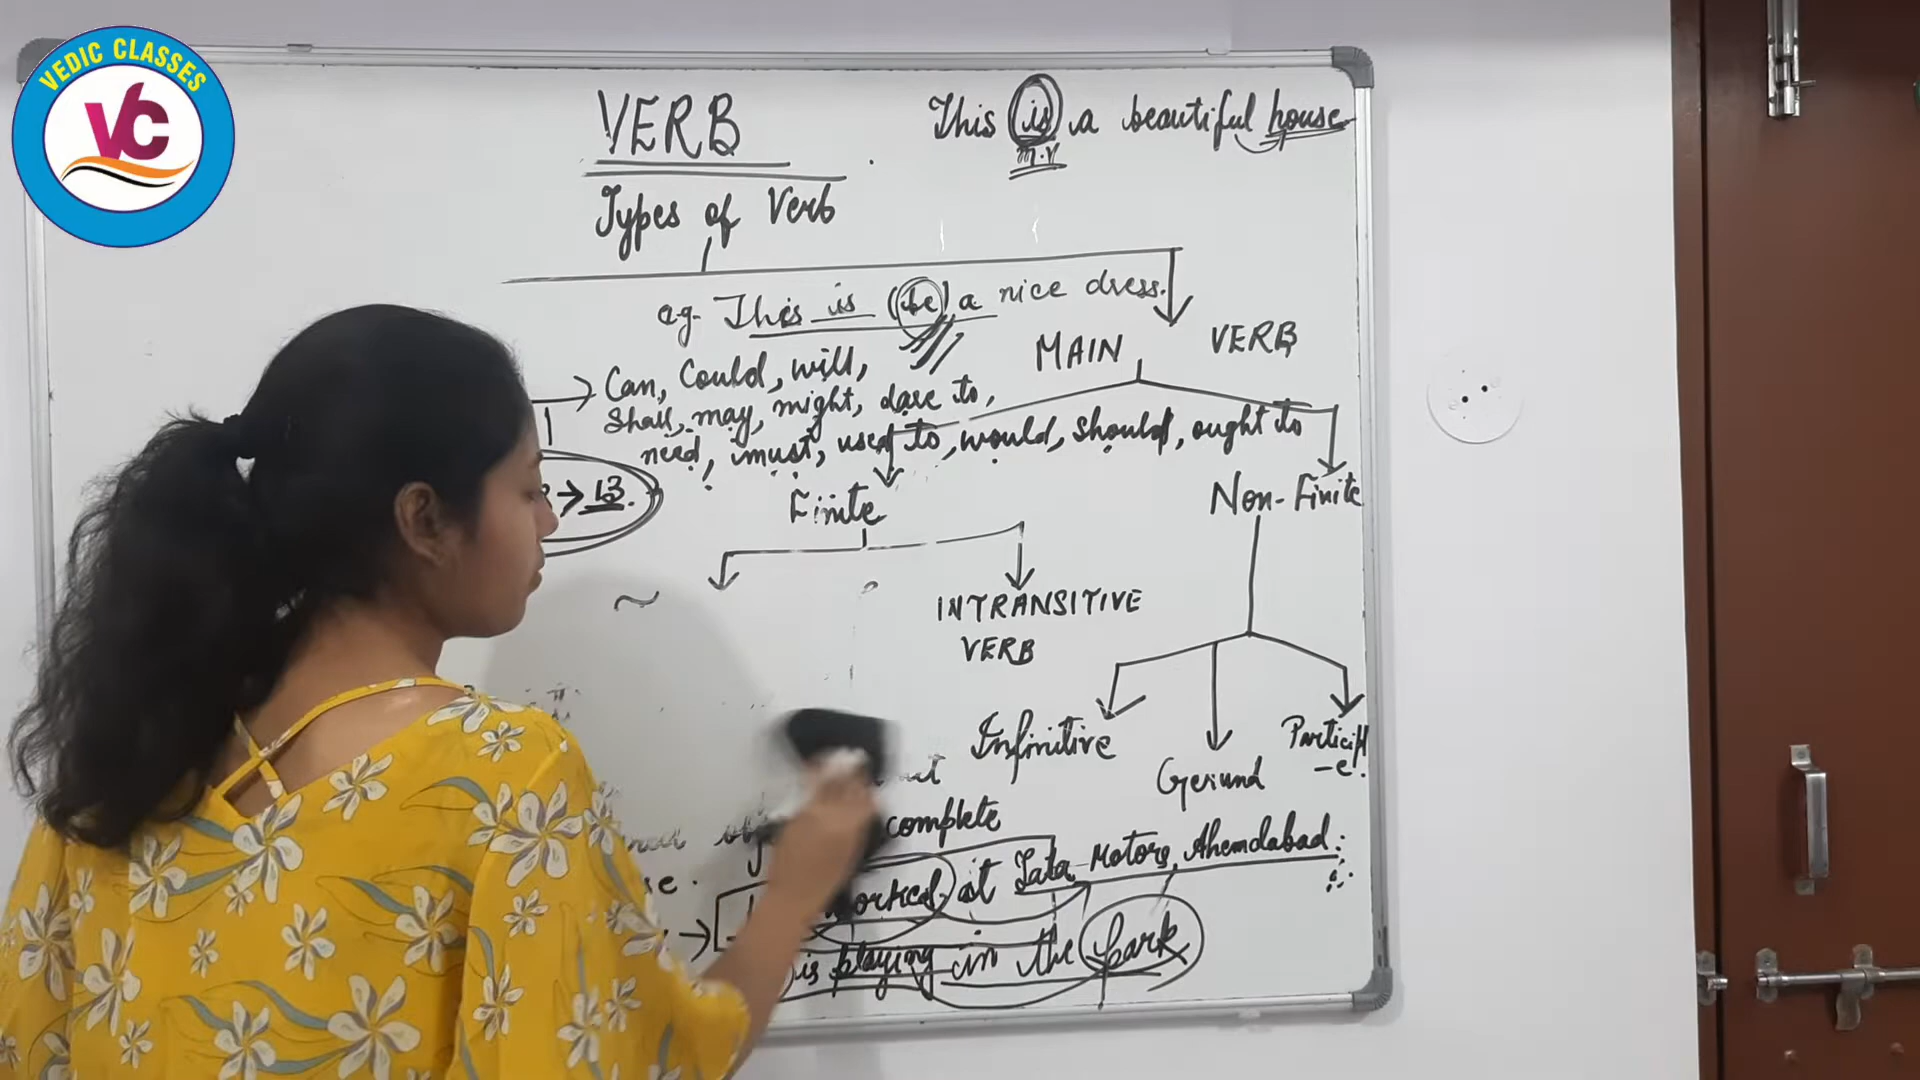 VEDIC CLASSES
VC
VERB
This is a beautiful house
m.v
Types of Verb
e.g. This is (be) a nice dress.
MAIN VERB
Can, Could, will,
Shall, may, might, dare to,
need, must, used to, would, should, ought to
→ 13.
Finite
Non-Finite
INTRANSITIVE
VERB
Infinitive
Gerund
Particip
-e.
complete
at Tata Motors, Ahemdabad.
is playing in the Park